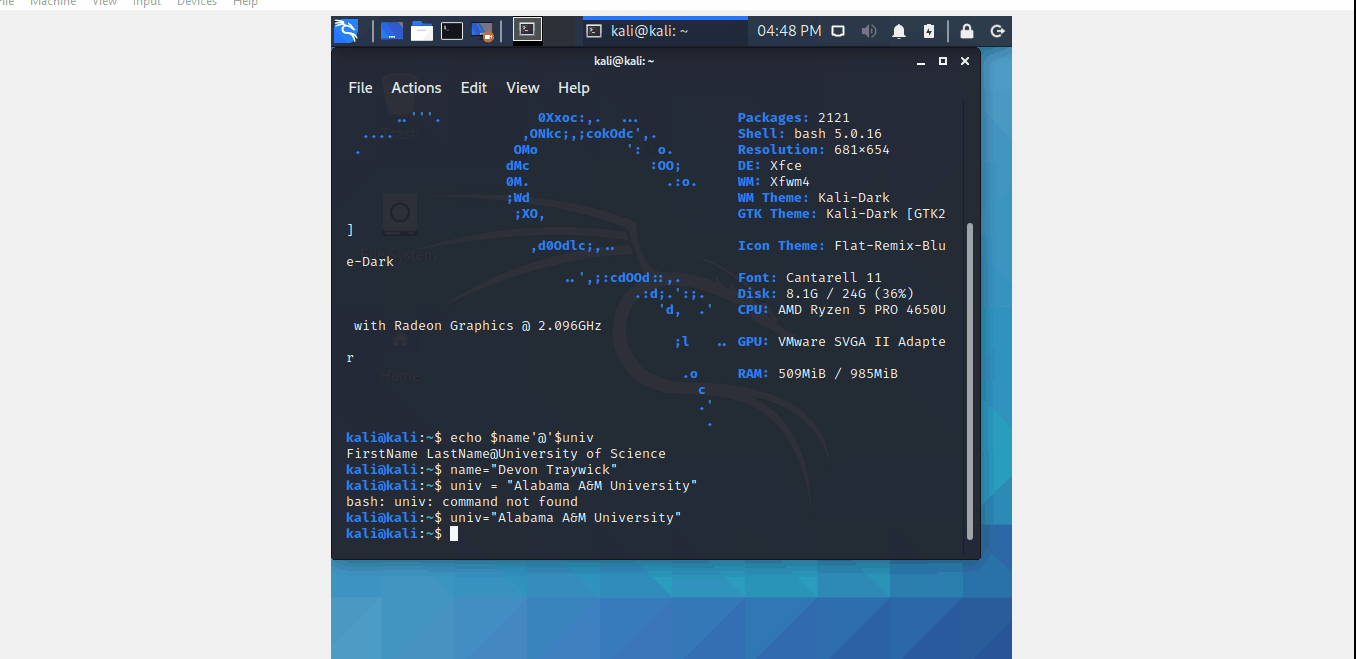 File Machine View Input Devices Help
kali@kali: ~ 04:48 PM
kali@kali: ~
File Actions Edit View Help
..'''. 0Xxoc:,. ... Packages: 2121
.... ,ONkc;,;cokOdc',. Shell: bash 5.0.16
. OMo ': o. Resolution: 681×654
dMc :OO; DE: Xfce
0M. .:o. WM: Xfwm4
;Wd WM Theme: Kali-Dark
;XO, GTK Theme: Kali-Dark [GTK2
]
,d0Odlc;,.. Icon Theme: Flat-Remix-Blu
e-Dark
..',;:cdOOd::,. Font: Cantarell 11
.:d;.':;. Disk: 8.1G / 24G (36%)
'd, .' CPU: AMD Ryzen 5 PRO 4650U
with Radeon Graphics @ 2.096GHz
;l .. GPU: VMware SVGA II Adapte
r
.o RAM: 509MiB / 985MiB
c
.'
.
Home
kali@kali:~$ echo $name'@'$univ
FirstName LastName@University of Science
kali@kali:~$ name="Devon Traywick"
kali@kali:~$ univ = "Alabama A&M University"
bash: univ: command not found
kali@kali:~$ univ="Alabama A&M University"
kali@kali:~$